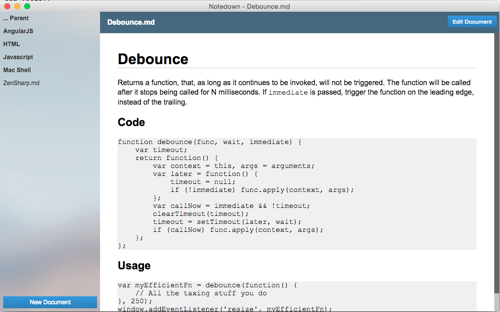 Notedown - Debounce.md
... Parent
AngularJS
HTML
Javascript
Mac Shell
ZenSharp.md
New Document
Debounce.md
Edit Document
Debounce
Returns a function, that, as long as it continues to be invoked, will not be triggered. The function will be called
after it stops being called for N milliseconds. If immediate is passed, trigger the function on the leading edge,
instead of the trailing.
Code
function debounce(func, wait, immediate) {
    var timeout;
    return function() {
        var context = this, args = arguments;
        var later = function() {
            timeout = null;
            if (!immediate) func.apply(context, args);
        };
        var callNow = immediate && !timeout;
        clearTimeout(timeout);
        timeout = setTimeout(later, wait);
        if (callNow) func.apply(context, args);
    };
};
Usage
var myEfficientFn = debounce(function() {
    // All the taxing stuff you do
}, 250);
window.addEventListener('resize', myEfficientFn);